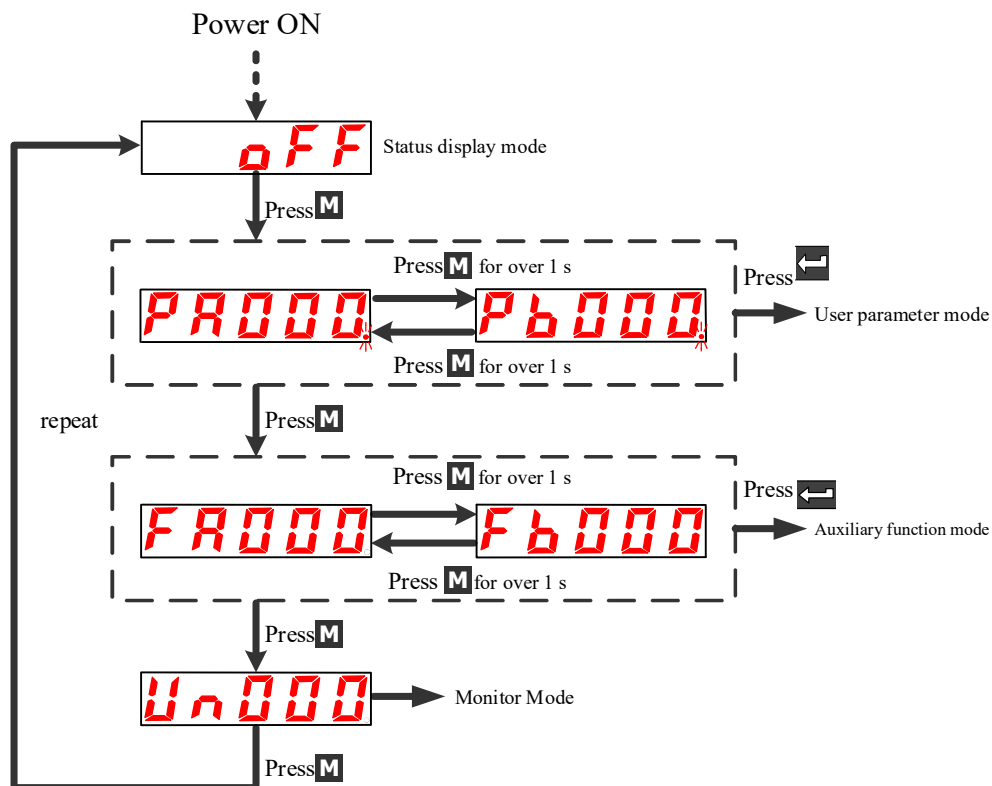 Power ON
oFF
Status display mode
Press M
Press M for over 1 s
Press
PA000.
Pb000.
User parameter mode
Press M for over 1 s
repeat
Press M
Press M for over 1 s
Press
FA000
Fb000
Auxiliary function mode
Press M for over 1 s
Press M
Un000
Monitor Mode
Press M